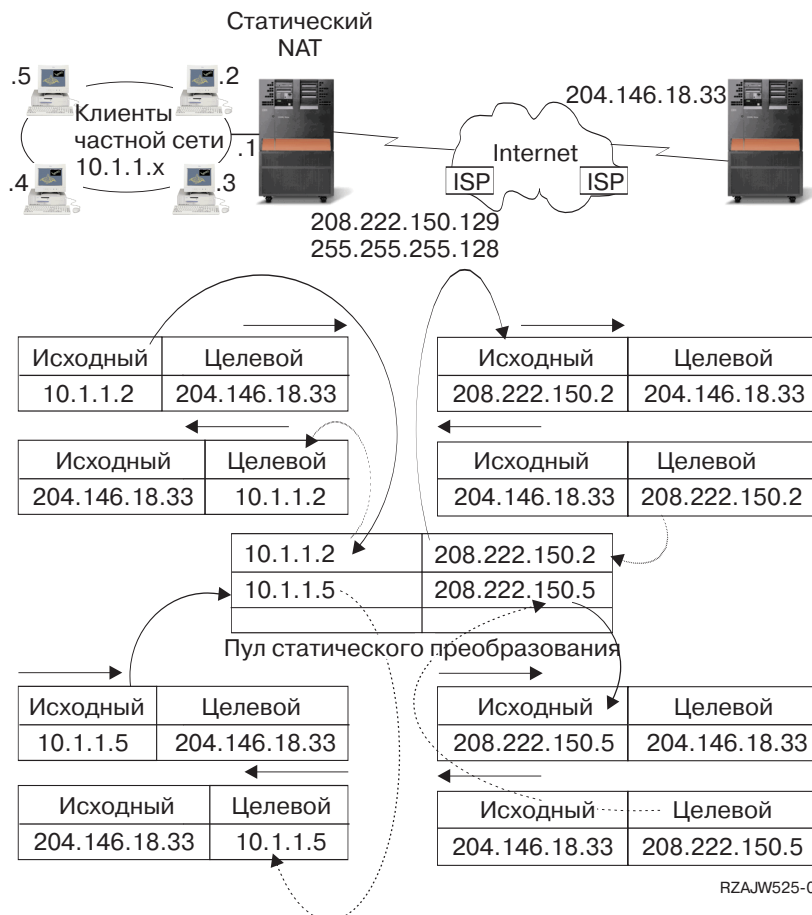 Статический
NAT
.5
.2
204.146.18.33
Клиенты
частной сети
10.1.1.x
.1
Internet
.4
.3
ISP
ISP
208.222.150.129
255.255.255.128
Исходный Целевой
10.1.1.2 204.146.18.33
Исходный Целевой
208.222.150.2 204.146.18.33
Исходный Целевой
204.146.18.33 10.1.1.2
Исходный Целевой
204.146.18.33 208.222.150.2
10.1.1.2 208.222.150.2
10.1.1.5 208.222.150.5
Пул статического преобразования
Исходный Целевой
10.1.1.5 204.146.18.33
Исходный Целевой
208.222.150.5 204.146.18.33
Исходный Целевой
204.146.18.33 10.1.1.5
Исходный Целевой
204.146.18.33 208.222.150.5
RZAJW525-0